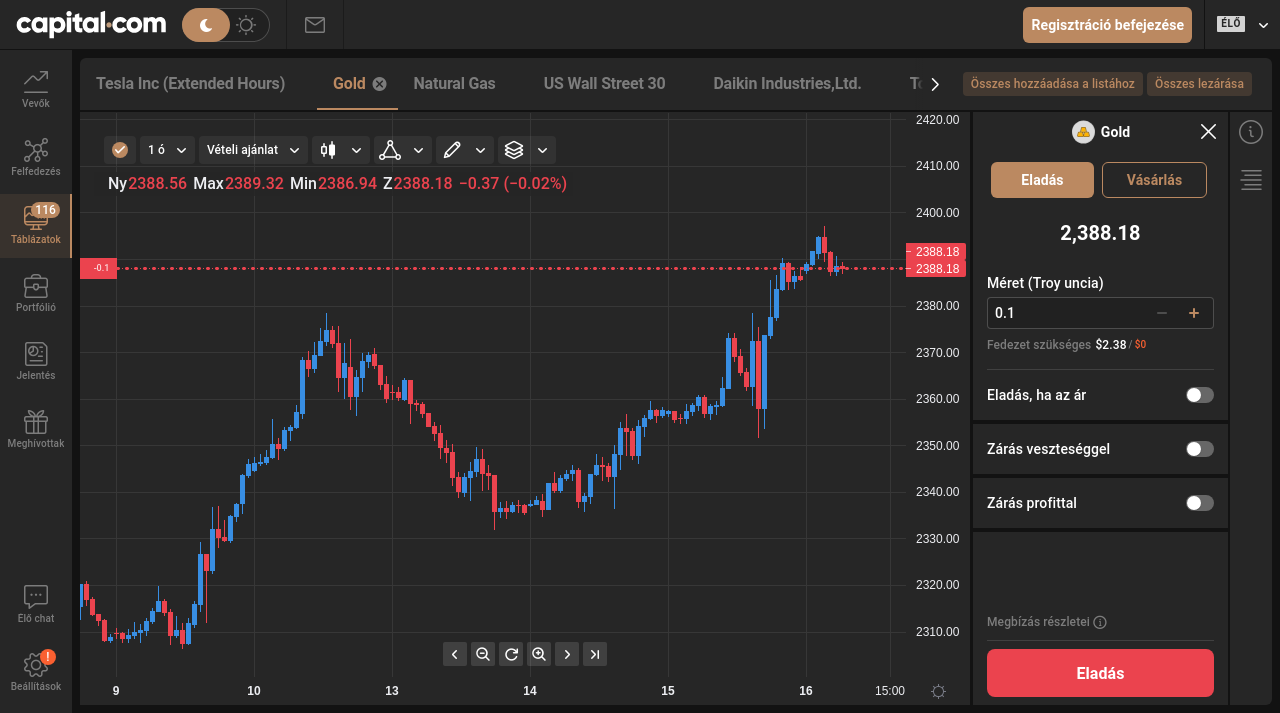 capital.com
Regisztráció befejezése
ÉLŐ
Vevők
Felfedezés
116
Táblázatok
Portfólió
Jelentés
Meghívottak
Élő chat
!
Beállítások
Tesla Inc (Extended Hours)
Gold
Natural Gas
US Wall Street 30
Daikin Industries,Ltd.
Összes hozzáadása a listához
Összes lezárása
1 ó
Vételi ajánlat
Ny2388.56 Max2389.32 Min2386.94 Z2388.18 −0.37 (−0.02%)
-0.1
2420.00
2410.00
2400.00
2388.18
2388.18
2380.00
2370.00
2360.00
2350.00
2340.00
2330.00
2320.00
2310.00
9
10
13
14
15
16
15:00
Gold
Eladás
Vásárlás
2,388.18
Méret (Troy uncia)
0.1
Fedezet szükséges $2.38 / $0
Eladás, ha az ár
Zárás veszteséggel
Zárás profittal
Megbízás részletei
Eladás